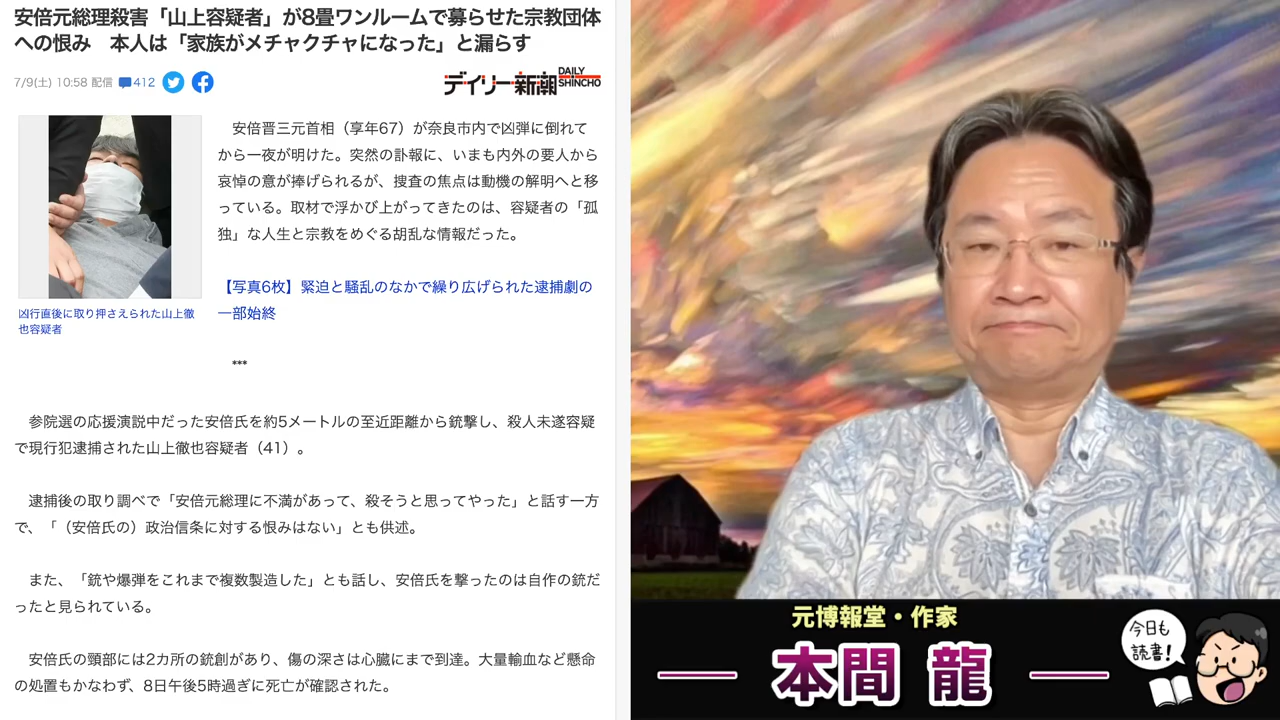 安倍元総理殺害「山上容疑者」が8畳ワンルームで募らせた宗教団体
への恨み　本人は「家族がメチャクチャになった」と漏らす
7/9(土) 10:58 配信 412
デイリー新潮 DAILY SHINCHO
安倍晋三元首相（享年67）が奈良市内で凶弾に倒れて
から一夜が明けた。突然の訃報に、いまも内外の要人から
哀悼の意が捧げられるが、捜査の焦点は動機の解明へと移
っている。取材で浮かび上がってきたのは、容疑者の「孤
独」な人生と宗教をめぐる胡乱な情報だった。
【写真6枚】緊迫と騒乱のなかで繰り広げられた逮捕劇の
一部始終
凶行直後に取り押さえられた山上徹
也容疑者
***
参院選の応援演説中だった安倍氏を約5メートルの至近距離から銃撃し、殺人未遂容疑
で現行犯逮捕された山上徹也容疑者（41）。
逮捕後の取り調べで「安倍元総理に不満があって、殺そうと思ってやった」と話す一方
で、「（安倍氏の）政治信条に対する恨みはない」とも供述。
また、「銃や爆弾をこれまで複数製造した」とも話し、安倍氏を撃ったのは自作の銃だ
ったと見られている。
安倍氏の頸部には2カ所の銃創があり、傷の深さは心臓にまで到達。大量輸血など懸命
の処置もかなわず、8日午後5時過ぎに死亡が確認された。
元博報堂・作家
本間 龍
今日も
読書！